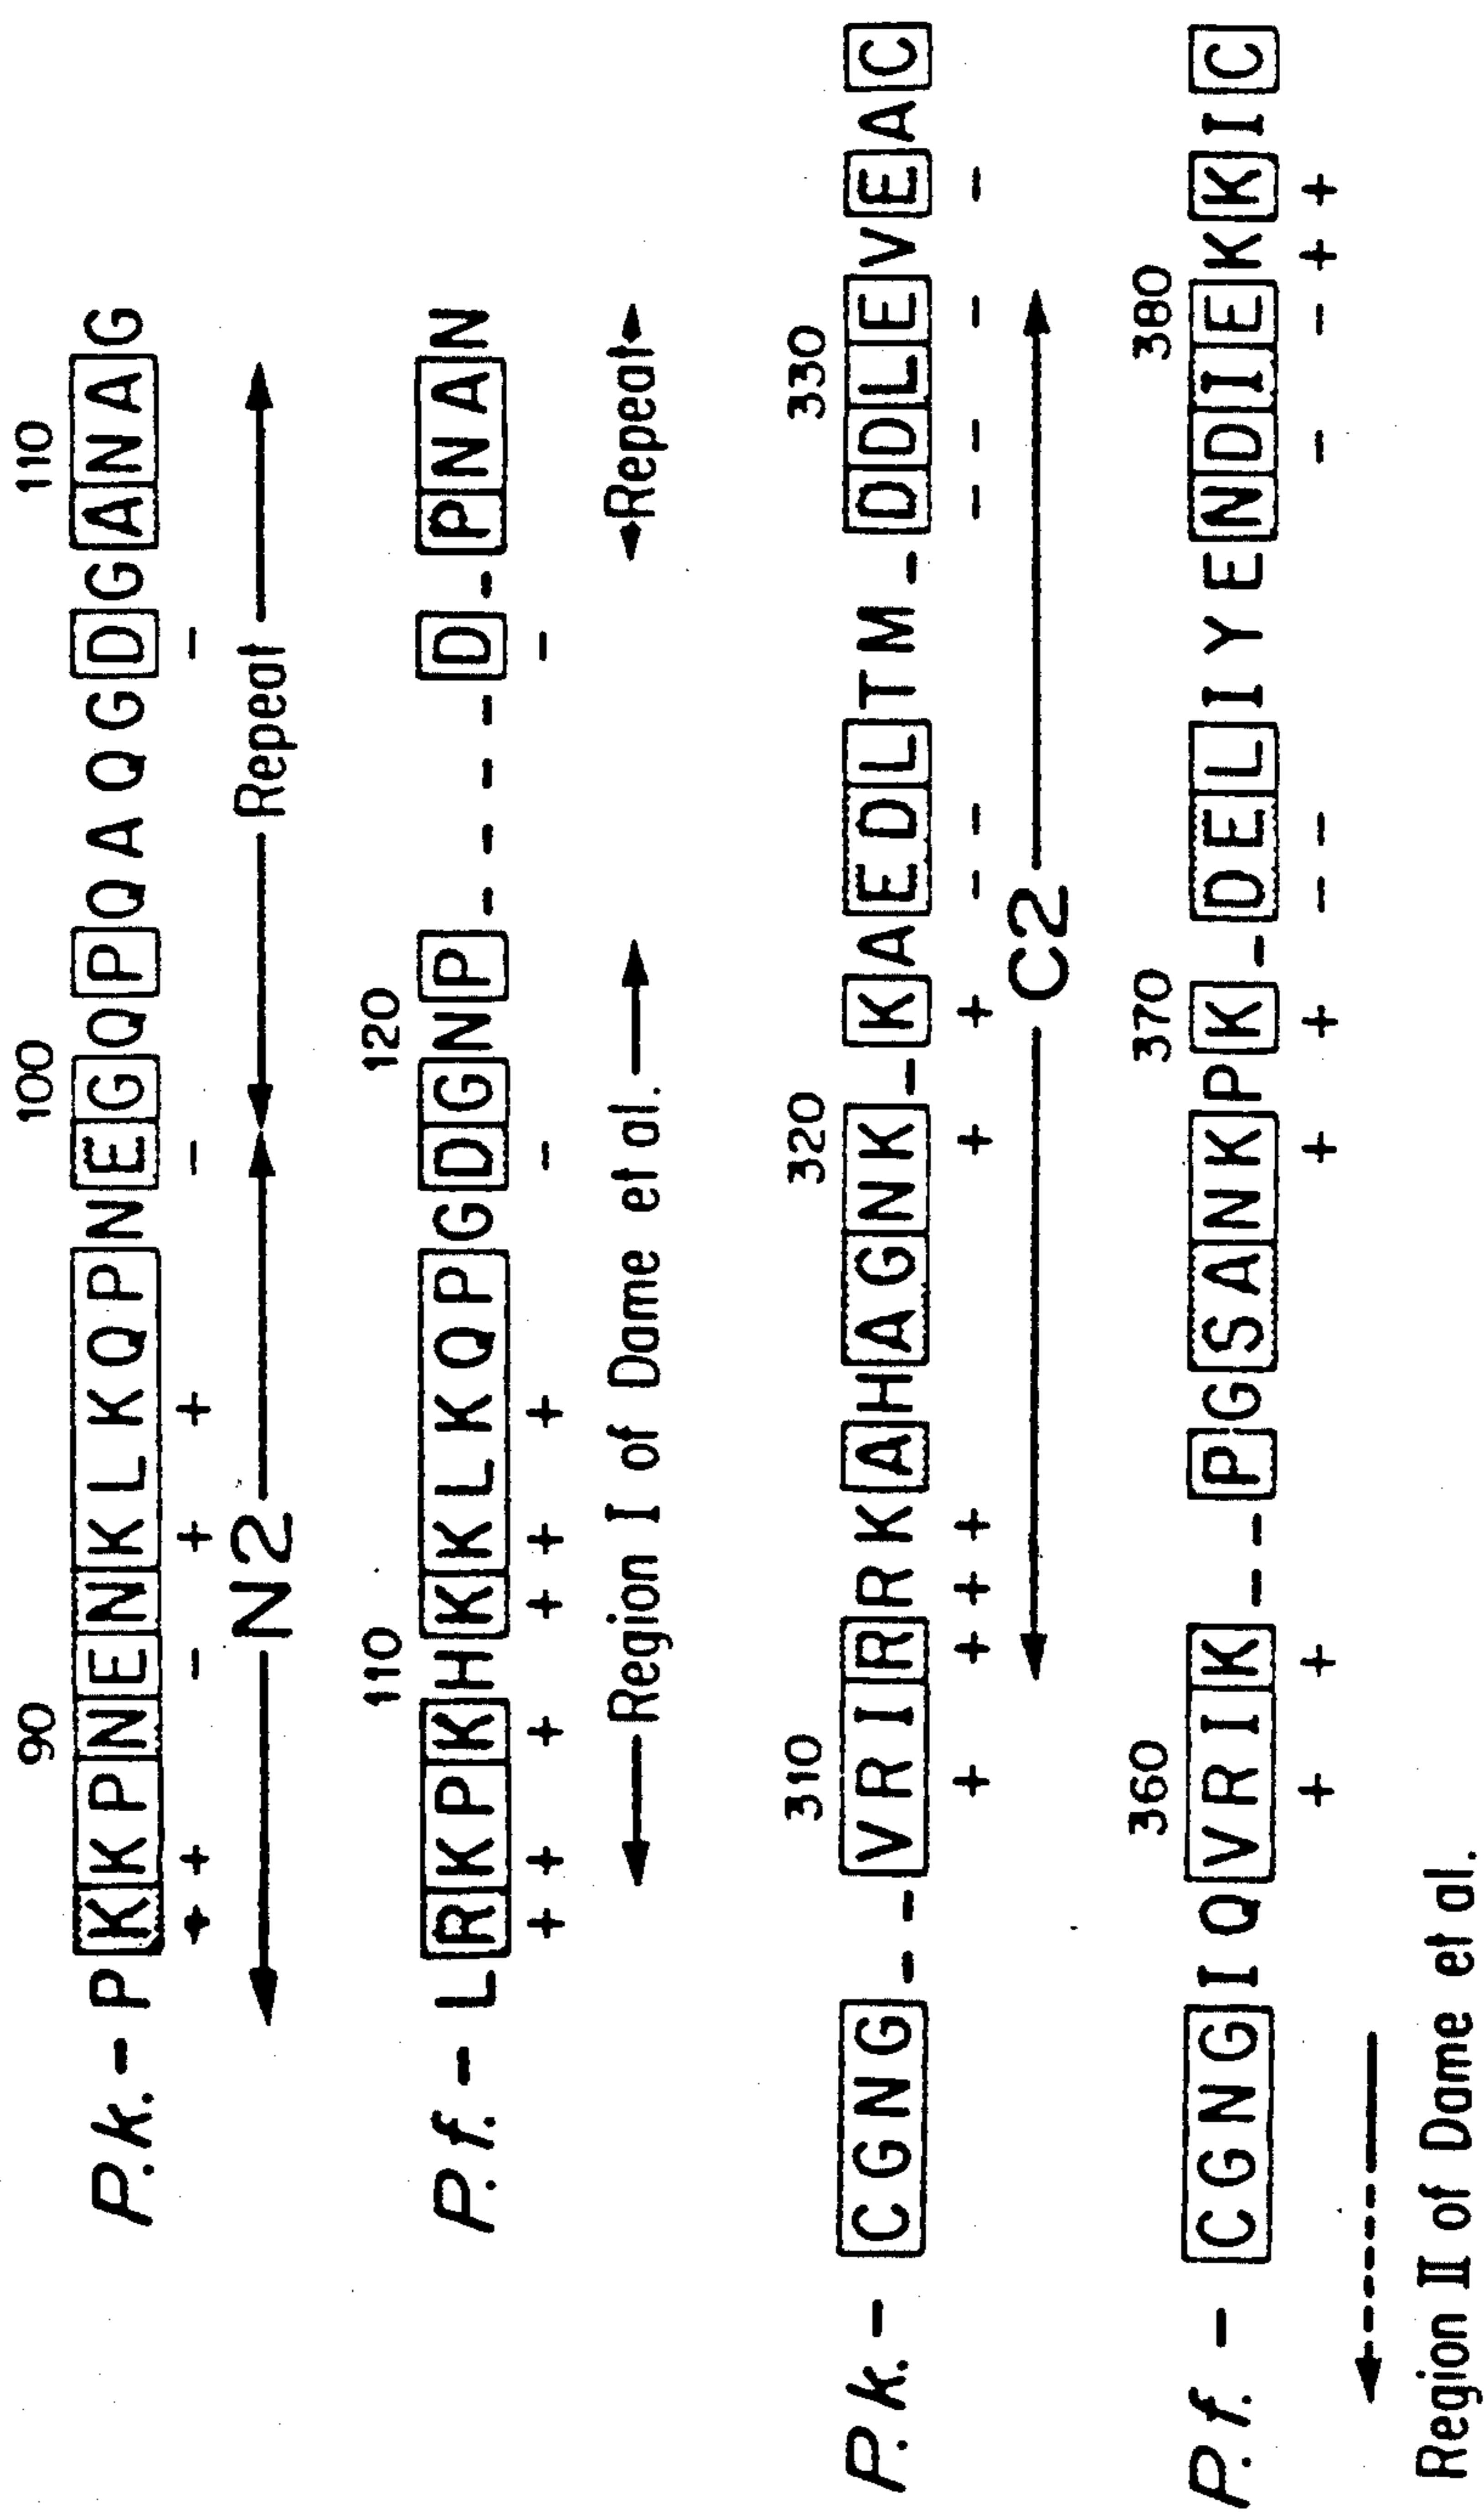 90 100 110
P.k. - P K K P N E N K L K Q P N E G Q P Q A Q G D G A N A G
+ + - + + - -
N2 Repeat
110 120
P.f. - L R K P K H K K L K Q P G D G N P - - - - D - P N A N
+ + + + + + - -
Region I of Dame et al. Repeat
310 320 330
P.k. - C G N G - - V R I R R K A H A G N K - K A E D L T M - D D L E V E A C
+ + + + + + - - - - - -
C2
360 370 380
P.f. - C G N G I Q V R I K - - P G S A N K P K - D E L I Y E N D I E K K I C
+ + + + - - - - + +
Region II of Dame et al.